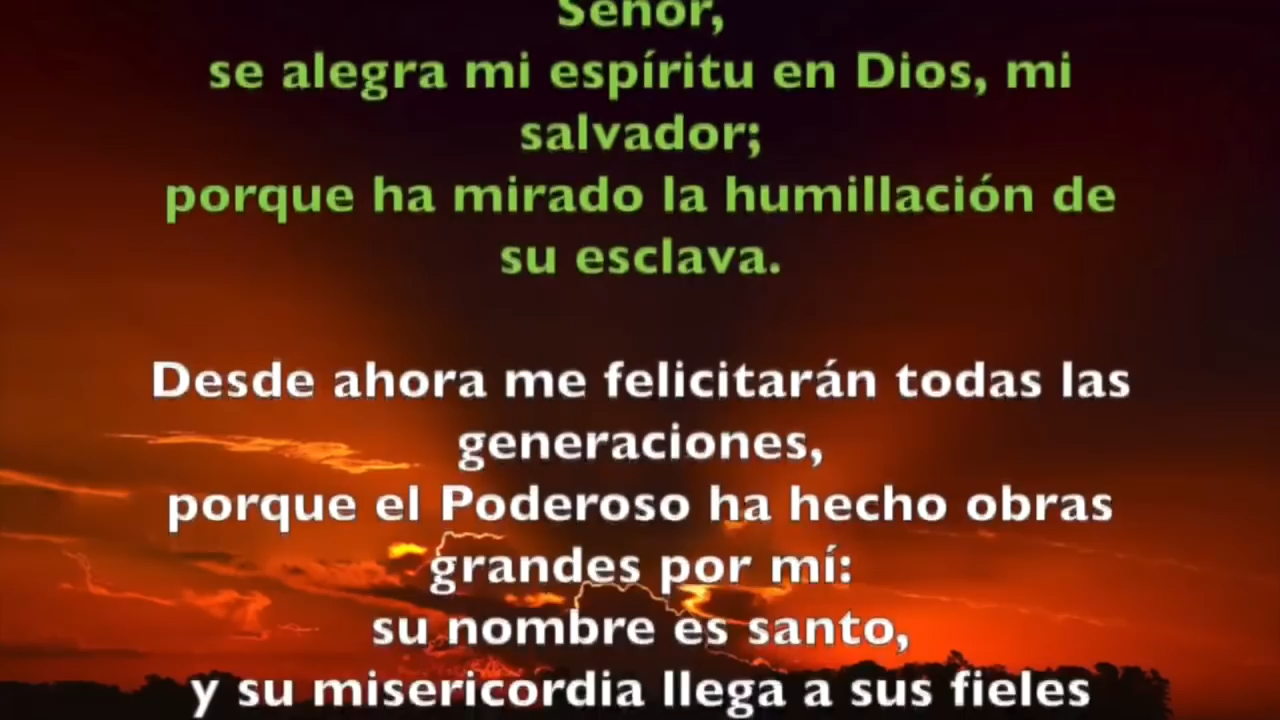 Señor,
se alegra mi espíritu en Dios, mi
salvador;
porque ha mirado la humillación de
su esclava.
Desde ahora me felicitarán todas las
generaciones,
porque el Poderoso ha hecho obras
grandes por mí:
su nombre es santo,
y su misericordia llega a sus fieles